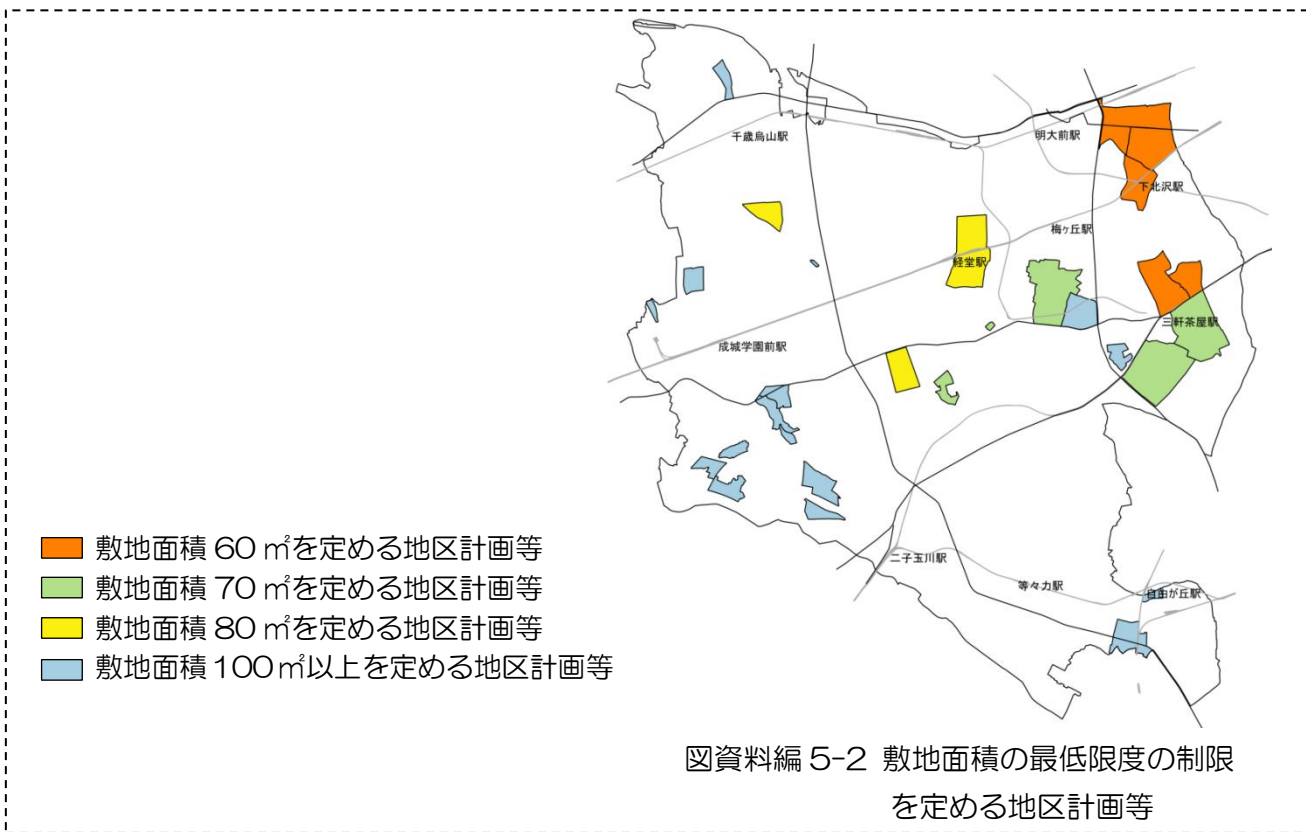 千歳烏山駅
明大前駅
下北沢駅
梅ヶ丘駅
経堂駅
三軒茶屋駅
成城学園前駅
二子玉川駅
等々力駅
自由が丘駅
敷地面積 60 ㎡を定める地区計画等
敷地面積 70 ㎡を定める地区計画等
敷地面積 80 ㎡を定める地区計画等
敷地面積 100㎡以上を定める地区計画等
図資料編 5-2 敷地面積の最低限度の制限
を定める地区計画等